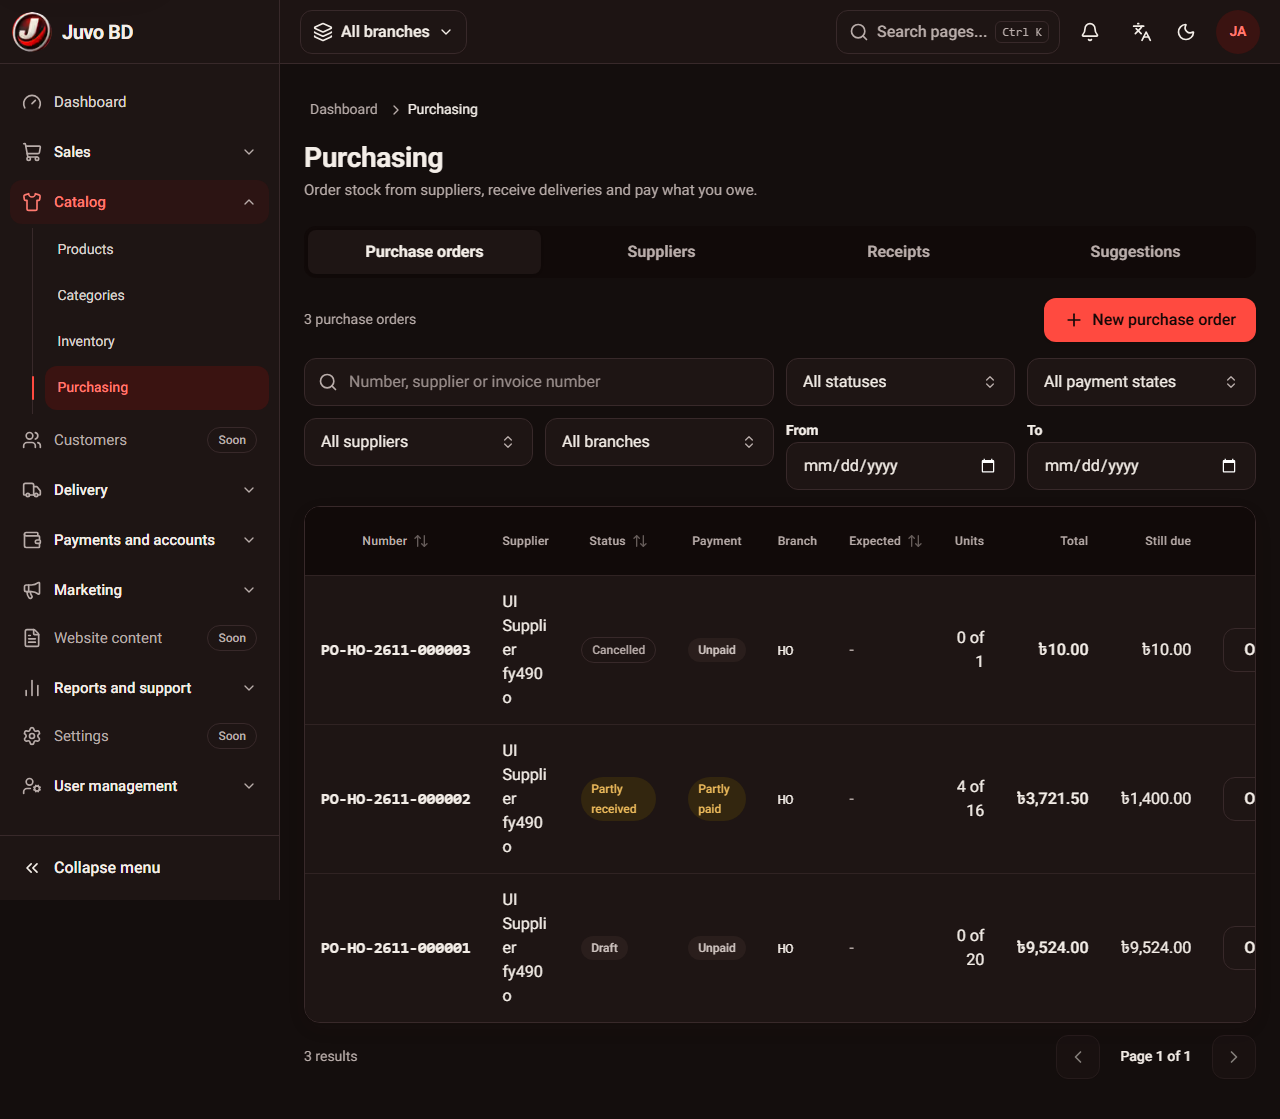 Juvo BD
All branches
Search pages... Ctrl K
JA
Dashboard
Sales
Catalog
Products
Categories
Inventory
Purchasing
Customers Soon
Delivery
Payments and accounts
Marketing
Website content Soon
Reports and support
Settings Soon
User management
Collapse menu
Dashboard > Purchasing
Purchasing
Order stock from suppliers, receive deliveries and pay what you owe.
Purchase orders Suppliers Receipts Suggestions
3 purchase orders
+ New purchase order
Number, supplier or invoice number
All statuses
All payment states
All suppliers
All branches
From
mm/dd/yyyy
To
mm/dd/yyyy
Number Supplier Status Payment Branch Expected Units Total Still due
PO-HO-2611-000003
UI
Suppli
er
fy490
o
Cancelled
Unpaid
HO
-
0 of
1
৳10.00
৳10.00
PO-HO-2611-000002
UI
Suppli
er
fy490
o
Partly
received
Partly
paid
HO
-
4 of
16
৳3,721.50
৳1,400.00
PO-HO-2611-000001
UI
Suppli
er
fy490
o
Draft
Unpaid
HO
-
0 of
20
৳9,524.00
৳9,524.00
3 results
Page 1 of 1